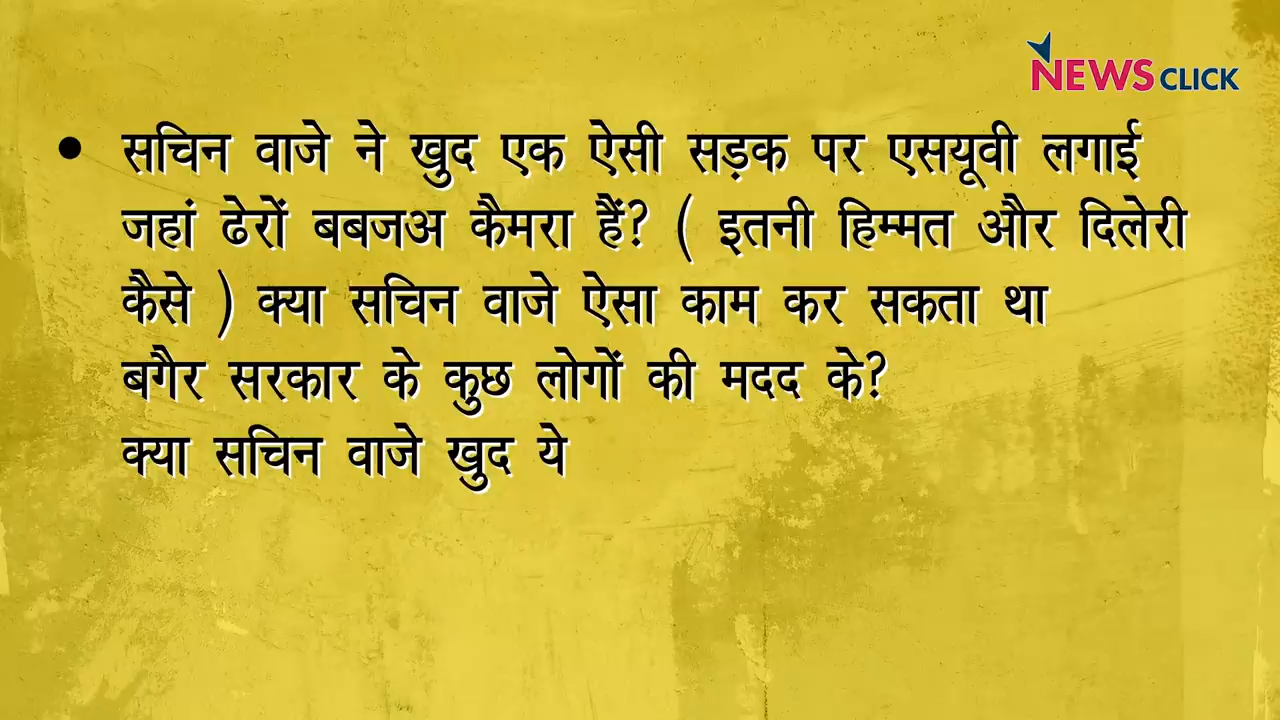 NEWS CLICK
• सचिन वाजे ने खुद एक ऐसी सड़क पर एसयूवी लगाई
जहां ढेरों बबजअ कैमरा हैं? ( इतनी हिम्मत और दिलेरी
कैसे ) क्या सचिन वाजे ऐसा काम कर सकता था
बगैर सरकार के कुछ लोगों की मदद के?
क्या सचिन वाजे खुद ये